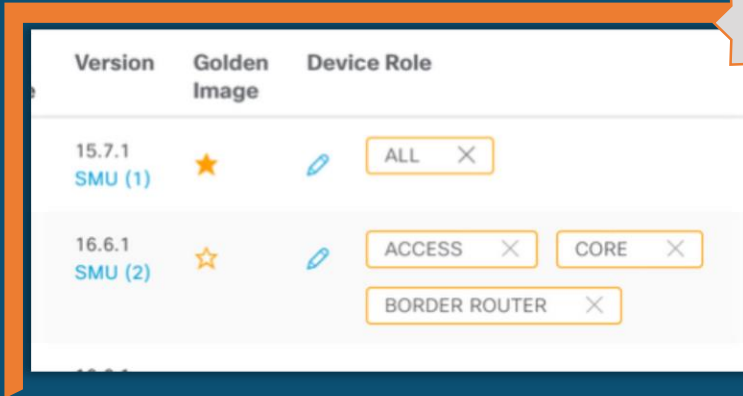 Version Golden Image Device Role
15.7.1 ALL
SMU (1)
16.6.1 ACCESS CORE
SMU (2)
BORDER ROUTER